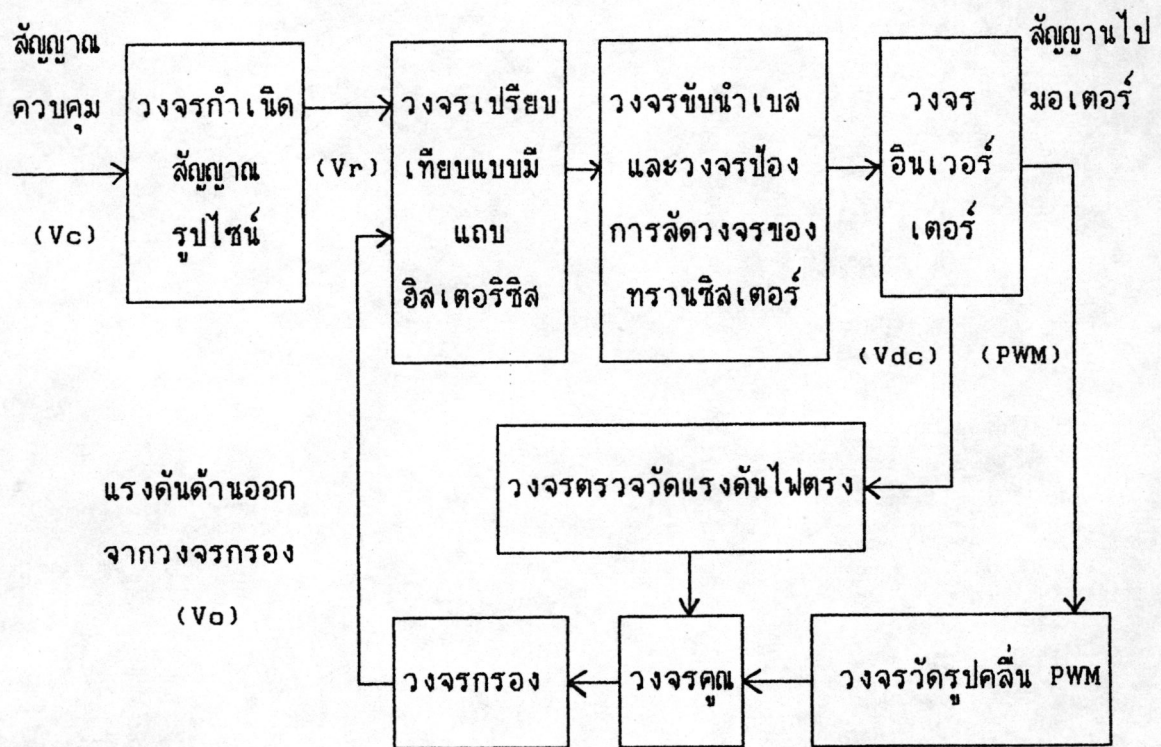 สัญญาณ
ควบคุม
(Vc)
วงจรกำเนิด
สัญญาณ
รูปไซน์
(Vr)
วงจรเปรียบ
เทียบแบบมี
แถบ
ฮิสเตอริซิส
วงจรขับนำเบส
และวงจรป้อง
การลัดวงจรของ
ทรานซิสเตอร์
วงจร
อินเวอร์
เตอร์
สัญญานไป
มอเตอร์
(Vdc)
(PWM)
วงจรตรวจวัดแรงดันไฟตรง
แรงดันด้านออก
จากวงจรกรอง
(Vo)
วงจรกรอง
วงจรคูณ
วงจรวัดรูปคลื่น PWM